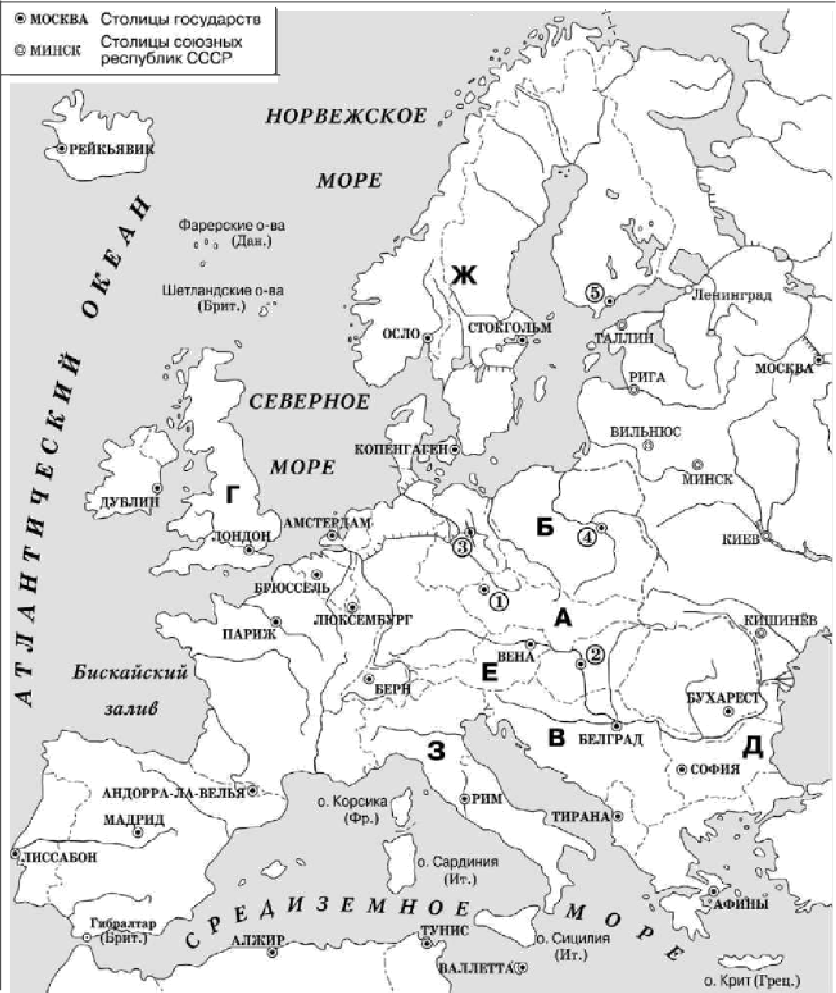 МОСКВА Столицы государств
МИНСК Столицы союзных
республик СССР
НОРВЕЖСКОЕ
МОРЕ
РЕЙКЬЯВИК
Фарерские о-ва
(Дан.)
Шетландские о-ва
(Брит.)
АТЛАНТИЧЕСКИЙ ОКЕАН
Ж
5
Ленинград
ОСЛО
СТОКГОЛЬМ
ТАЛЛИН
МОСКВА
РИГА
СЕВЕРНОЕ
МОРЕ
КОПЕНГАГЕН
ВИЛЬНЮС
МИНСК
Г
ДУБЛИН
ЛОНДОН
АМСТЕРДАМ
3
Б
4
КИЕВ
БРЮССЕЛЬ
1
А
ЛЮКСЕМБУРГ
ПАРИЖ
КИШИНЁВ
ВЕНА
2
Е
БЕРН
Бискайский
залив
БУХАРЕСТ
В
БЕЛГРАД
З
Д
СОФИЯ
АНДОРРА-ЛА-ВЕЛЬЯ
о. Корсика
(Фр.)
РИМ
МАДРИД
ТИРАНА
ЛИССАБОН
о. Сардиния
(Ит.)
АФИНЫ
СРЕДИЗЕМНОЕ МОРЕ
Гибралтар
(Брит.)
АЛЖИР
ТУНИС
о. Сицилия
(Ит.)
ВАЛЛЕТТА
о. Крит (Грец.)